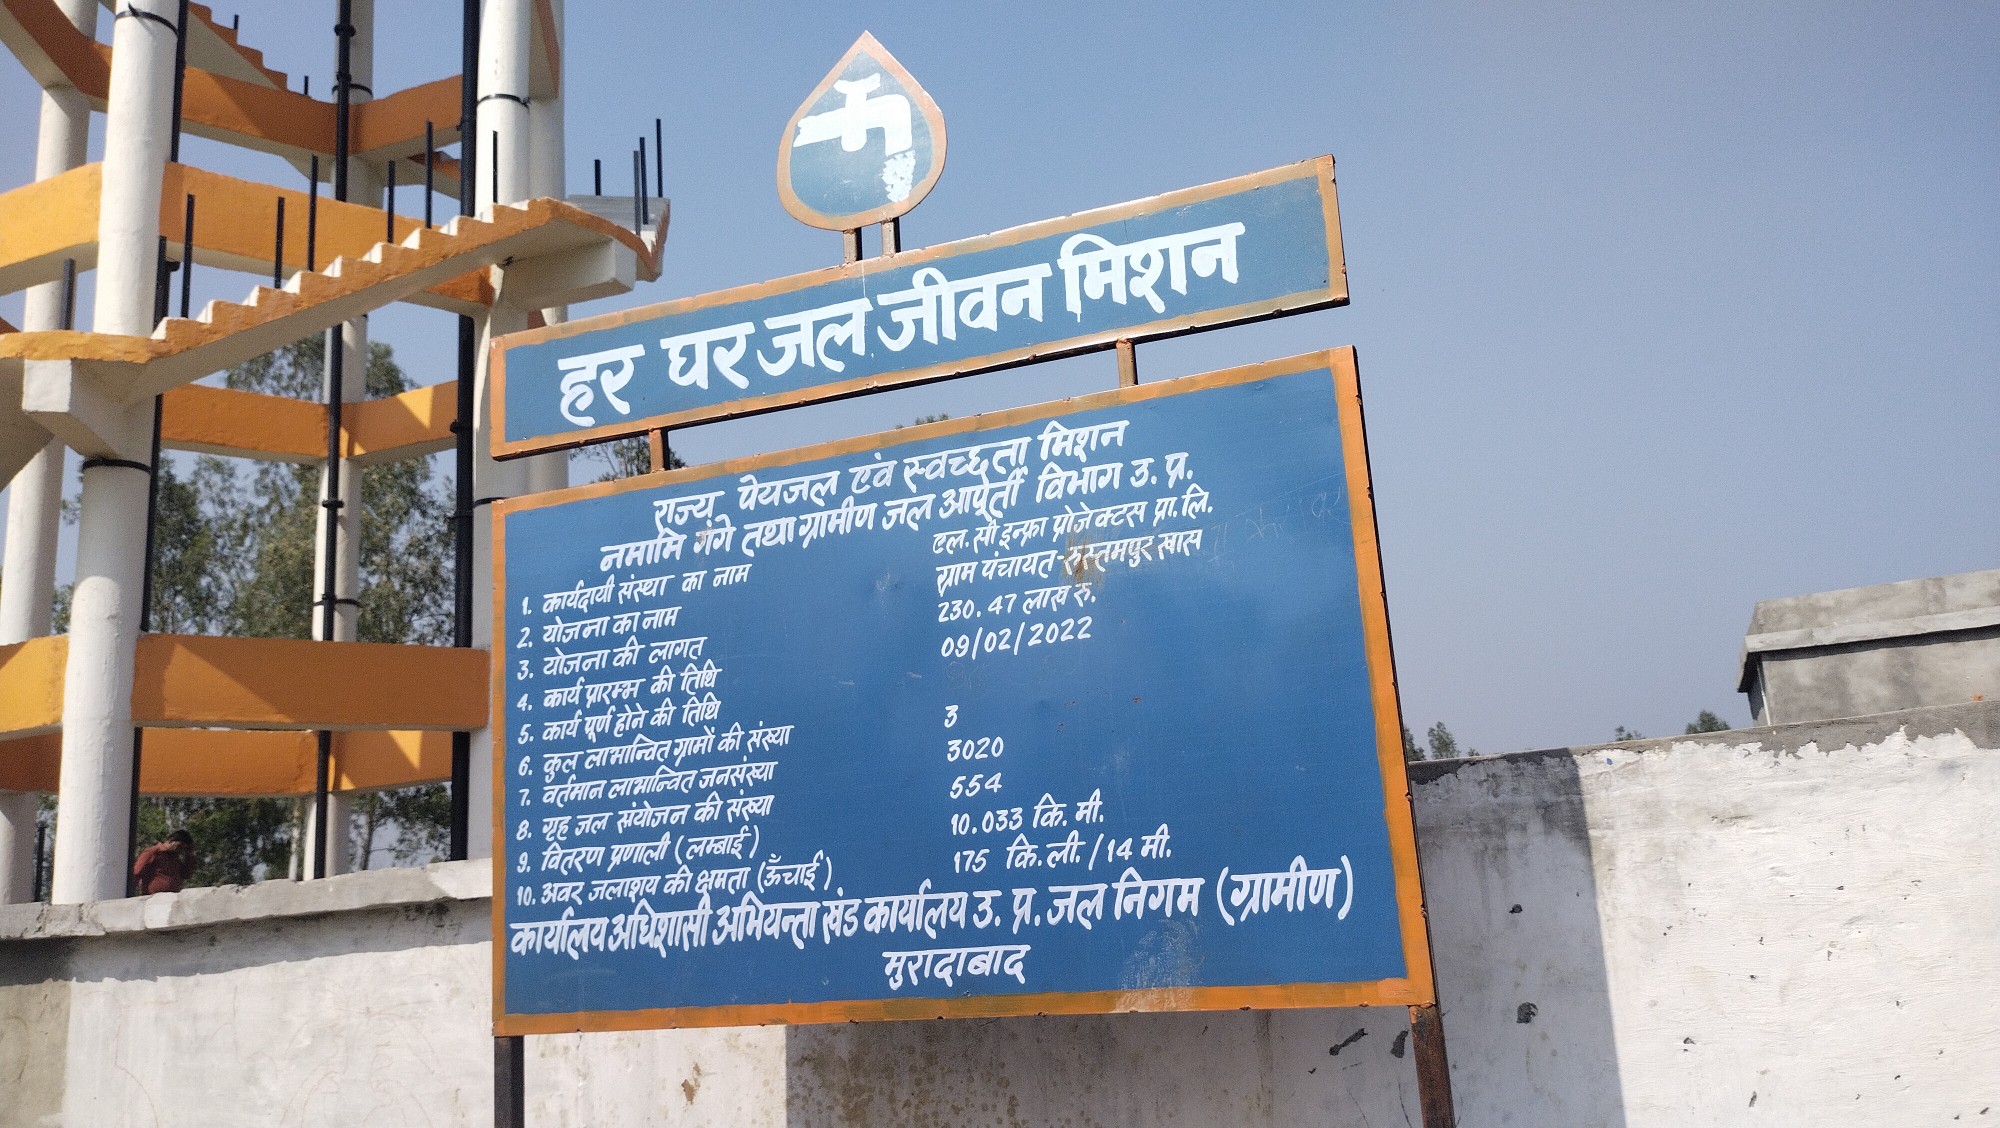 हर घर जल जीवन मिशन
राज्य पेयजल एवं स्वच्छता मिशन
नमामि गंगे तथा ग्रामीण जल आपूर्ती विभाग उ. प्र.
1. कार्यदायी संस्था का नाम एल. सी इन्फ्रा प्रोजेक्टस प्रा. लि.
2. योजना का नाम ग्राम पंचायत-रुस्तमपुर खास
3. योजना की लागत 230.47 लाख रु.
4. कार्य प्रारम्भ की तिथि 09/02/2022
5. कार्य पूर्ण होने की तिथि
6. कुल लाभान्वित ग्रामों की संख्या 3
7. वर्तमान लाभान्वित जनसंख्या 3020
8. गृह जल संयोजन की संख्या 554
9. वितरण प्रणाली (लम्बाई) 10.033 कि. मी.
10. अवर जलाशय की क्षमता (ऊँचाई) 175 कि. ली. / 14 मी.
कार्यालय अधिशासी अभियन्ता खंड कार्यालय उ. प्र. जल निगम (ग्रामीण)
मुरादाबाद